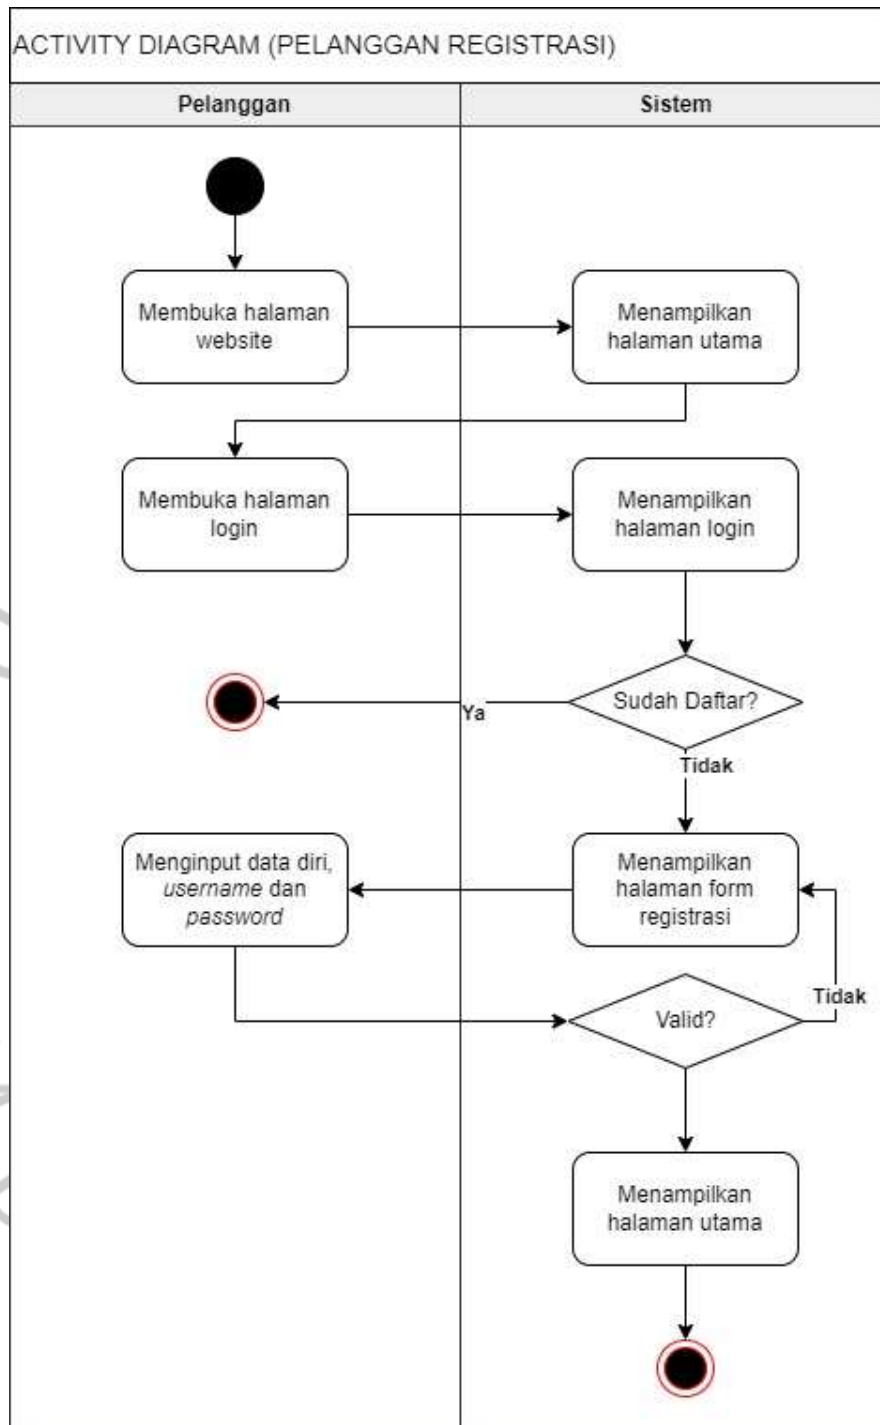 ACTIVITY DIAGRAM (PELANGGAN REGISTRASI)
Pelanggan
Sistem
Membuka halaman
website
Menampilkan
halaman utama
Membuka halaman
login
Menampilkan
halaman login
Sudah Daftar?
Ya
Tidak
Menampilkan
halaman form
registrasi
Menginput data diri,
username dan
password
Valid?
Tidak
Menampilkan
halaman utama